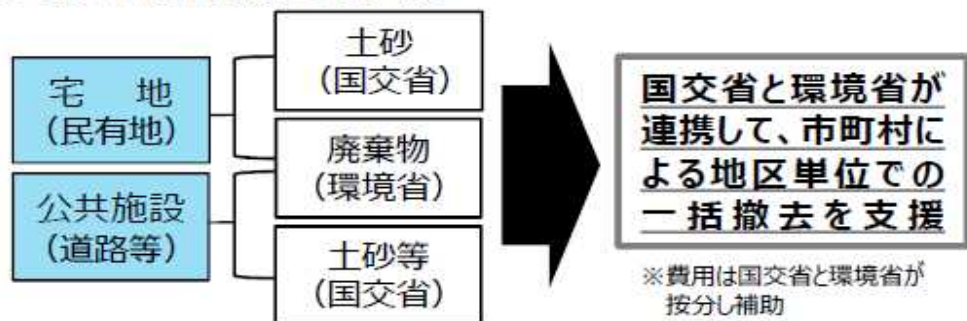 宅　地
(民有地)
公共施設
(道路等)
土砂
(国交省)
廃棄物
(環境省)
土砂等
(国交省)
国交省と環境省が
連携して、市町村に
よる地区単位での
一括撤去を支援
※費用は国交省と環境省が
按分し補助